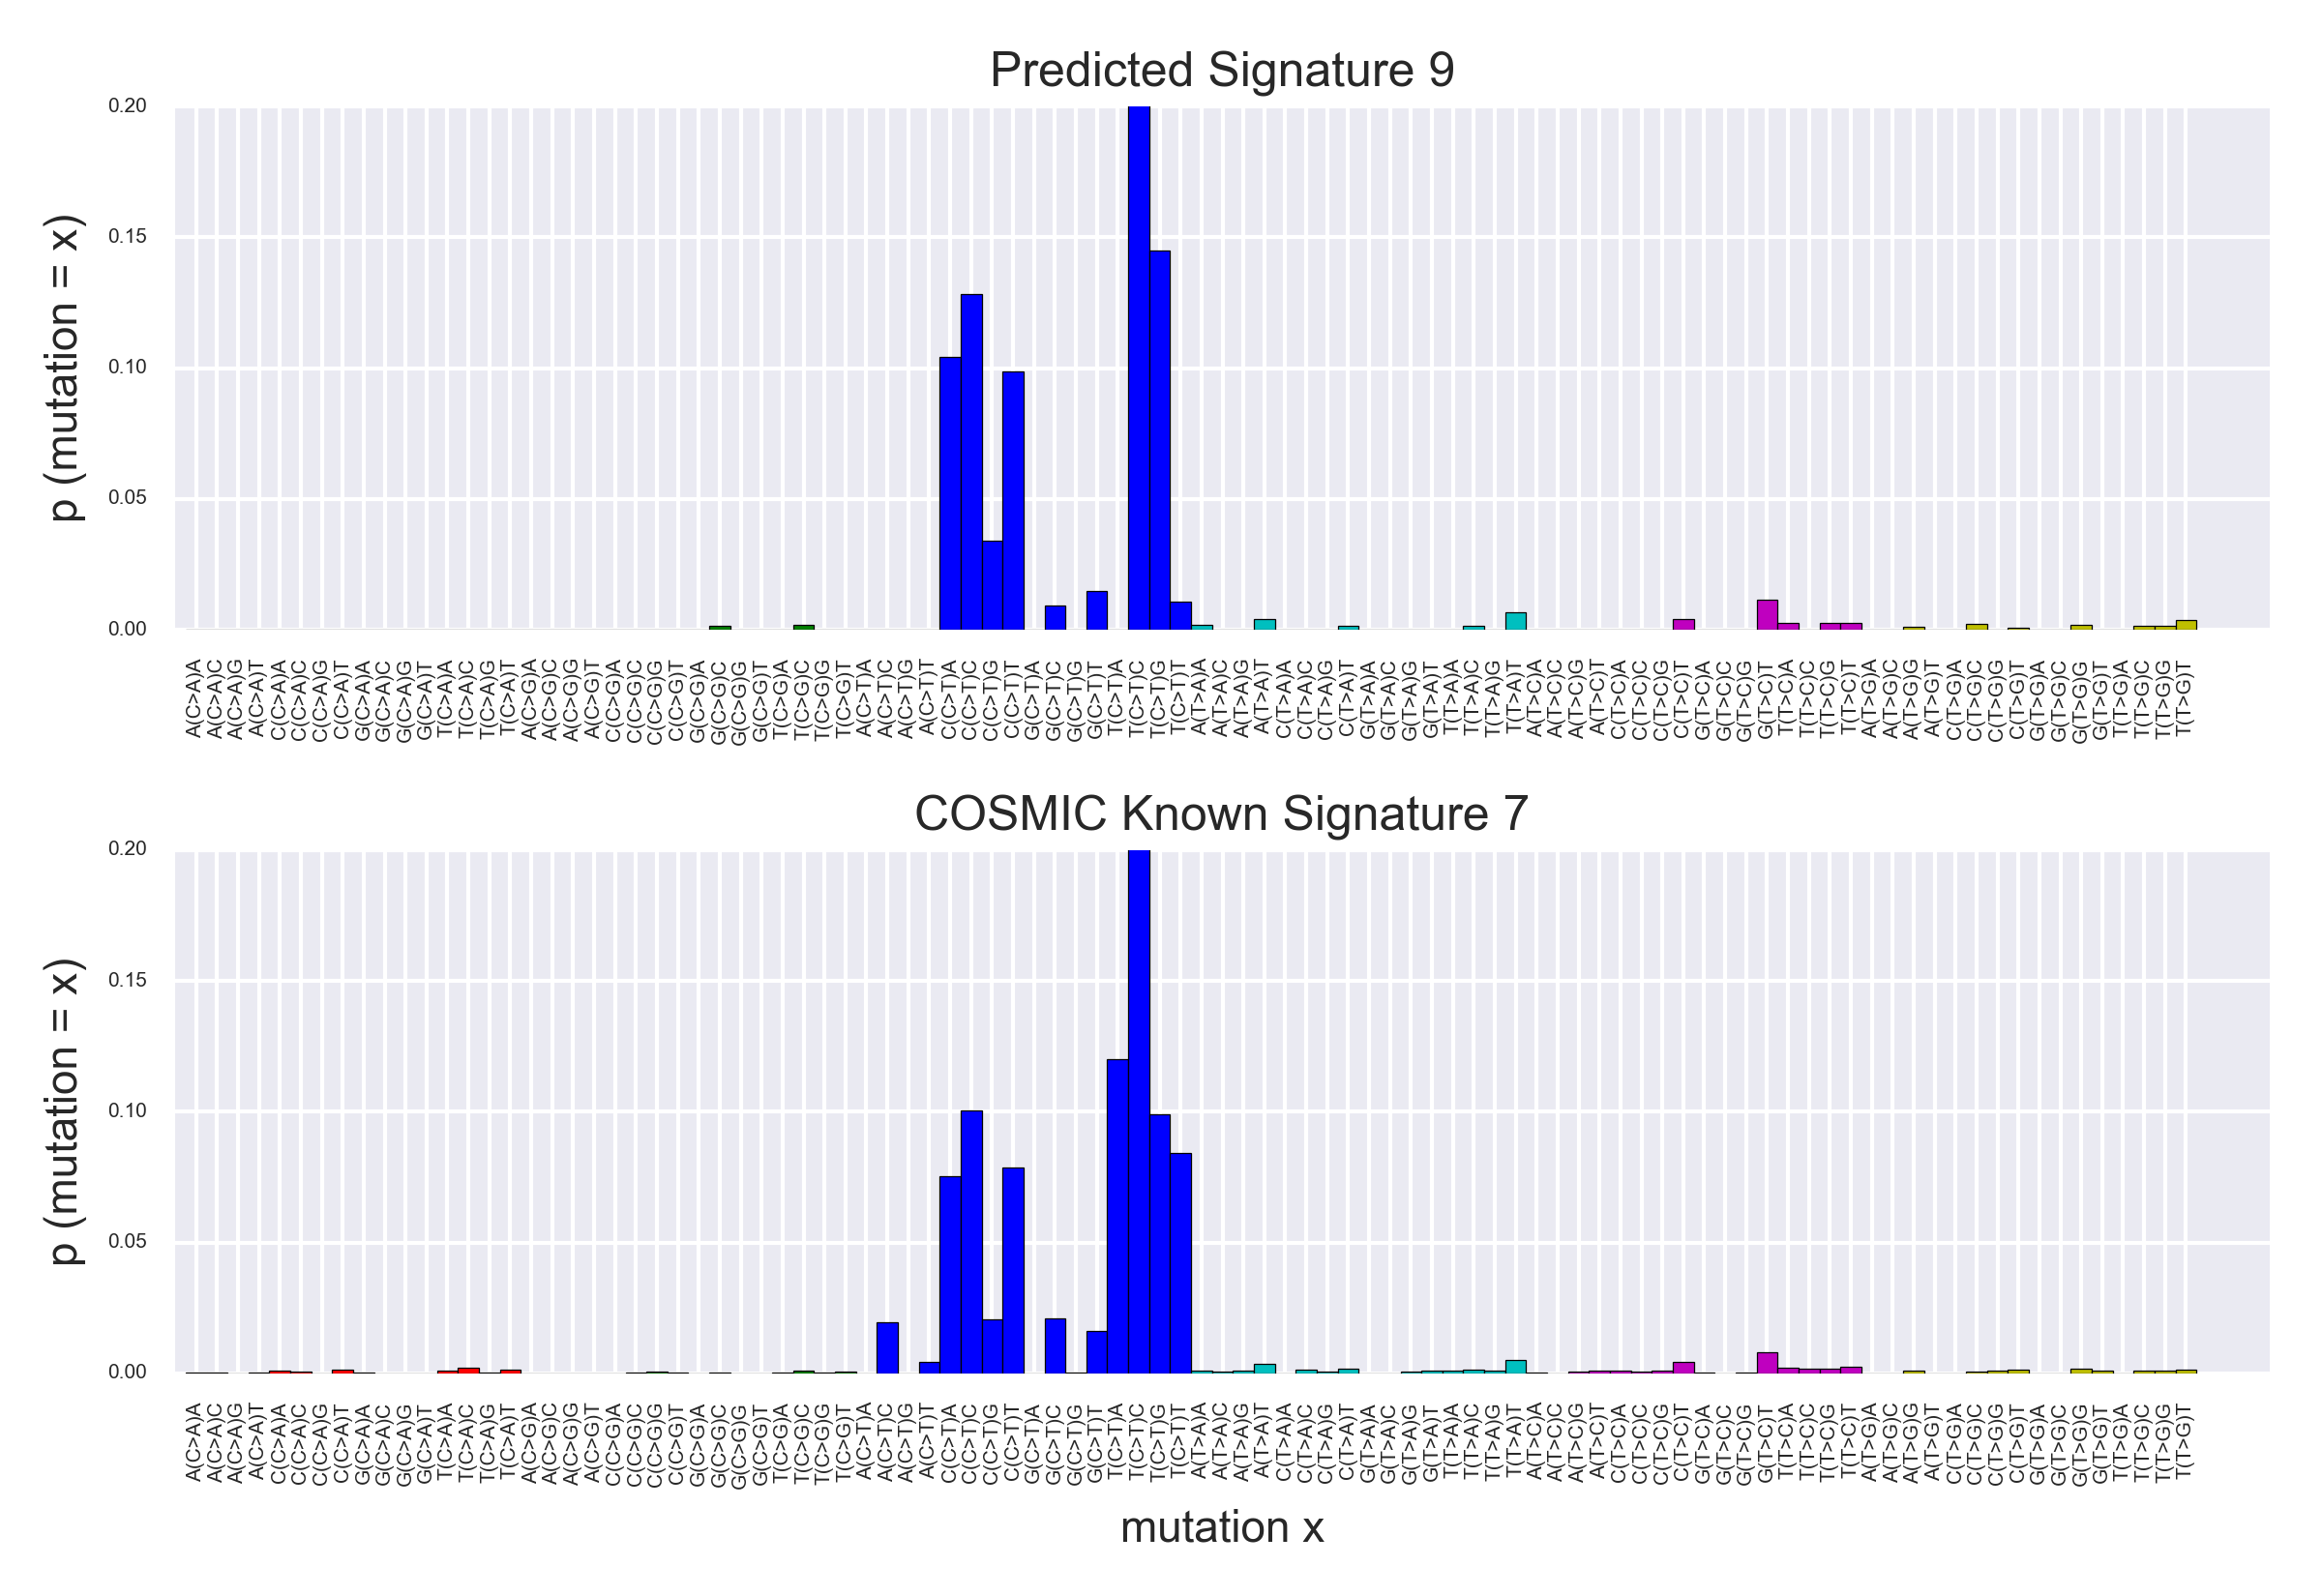 Predicted Signature 9
0.20
0.15
0.10
0.05
0.00
p (mutation = x)
A(C>A)A
A(C>A)C
A(C>A)G
A(C>A)T
C(C>A)A
C(C>A)C
C(C>A)G
C(C>A)T
G(C>A)A
G(C>A)C
G(C>A)G
G(C>A)T
T(C>A)A
T(C>A)C
T(C>A)G
T(C>A)T
A(C>G)A
A(C>G)C
A(C>G)G
A(C>G)T
C(C>G)A
C(C>G)C
C(C>G)G
C(C>G)T
G(C>G)A
G(C>G)C
G(C>G)G
G(C>G)T
T(C>G)A
T(C>G)C
T(C>G)G
T(C>G)T
A(C>T)A
A(C>T)C
A(C>T)G
A(C>T)T
C(C>T)A
C(C>T)C
C(C>T)G
C(C>T)T
G(C>T)A
G(C>T)C
G(C>T)G
G(C>T)T
T(C>T)A
T(C>T)C
T(C>T)G
T(C>T)T
A(T>A)A
A(T>A)C
A(T>A)G
A(T>A)T
C(T>A)A
C(T>A)C
C(T>A)G
C(T>A)T
G(T>A)A
G(T>A)C
G(T>A)G
G(T>A)T
T(T>A)A
T(T>A)C
T(T>A)G
T(T>A)T
A(T>C)A
A(T>C)C
A(T>C)G
A(T>C)T
C(T>C)A
C(T>C)C
C(T>C)G
C(T>C)T
G(T>C)A
G(T>C)C
G(T>C)G
G(T>C)T
T(T>C)A
T(T>C)C
T(T>C)G
T(T>C)T
A(T>G)A
A(T>G)C
A(T>G)G
A(T>G)T
C(T>G)A
C(T>G)C
C(T>G)G
C(T>G)T
G(T>G)A
G(T>G)C
G(T>G)G
G(T>G)T
T(T>G)A
T(T>G)C
T(T>G)G
T(T>G)T
COSMIC Known Signature 7
0.20
0.15
0.10
0.05
0.00
p (mutation = x)
A(C>A)A
A(C>A)C
A(C>A)G
A(C>A)T
C(C>A)A
C(C>A)C
C(C>A)G
C(C>A)T
G(C>A)A
G(C>A)C
G(C>A)G
G(C>A)T
T(C>A)A
T(C>A)C
T(C>A)G
T(C>A)T
A(C>G)A
A(C>G)C
A(C>G)G
A(C>G)T
C(C>G)A
C(C>G)C
C(C>G)G
C(C>G)T
G(C>G)A
G(C>G)C
G(C>G)G
G(C>G)T
T(C>G)A
T(C>G)C
T(C>G)G
T(C>G)T
A(C>T)A
A(C>T)C
A(C>T)G
A(C>T)T
C(C>T)A
C(C>T)C
C(C>T)G
C(C>T)T
G(C>T)A
G(C>T)C
G(C>T)G
G(C>T)T
T(C>T)A
T(C>T)C
T(C>T)G
T(C>T)T
A(T>A)A
A(T>A)C
A(T>A)G
A(T>A)T
C(T>A)A
C(T>A)C
C(T>A)G
C(T>A)T
G(T>A)A
G(T>A)C
G(T>A)G
G(T>A)T
T(T>A)A
T(T>A)C
T(T>A)G
T(T>A)T
A(T>C)A
A(T>C)C
A(T>C)G
A(T>C)T
C(T>C)A
C(T>C)C
C(T>C)G
C(T>C)T
G(T>C)A
G(T>C)C
G(T>C)G
G(T>C)T
T(T>C)A
T(T>C)C
T(T>C)G
T(T>C)T
A(T>G)A
A(T>G)C
A(T>G)G
A(T>G)T
C(T>G)A
C(T>G)C
C(T>G)G
C(T>G)T
G(T>G)A
G(T>G)C
G(T>G)G
G(T>G)T
T(T>G)A
T(T>G)C
T(T>G)G
T(T>G)T
mutation x